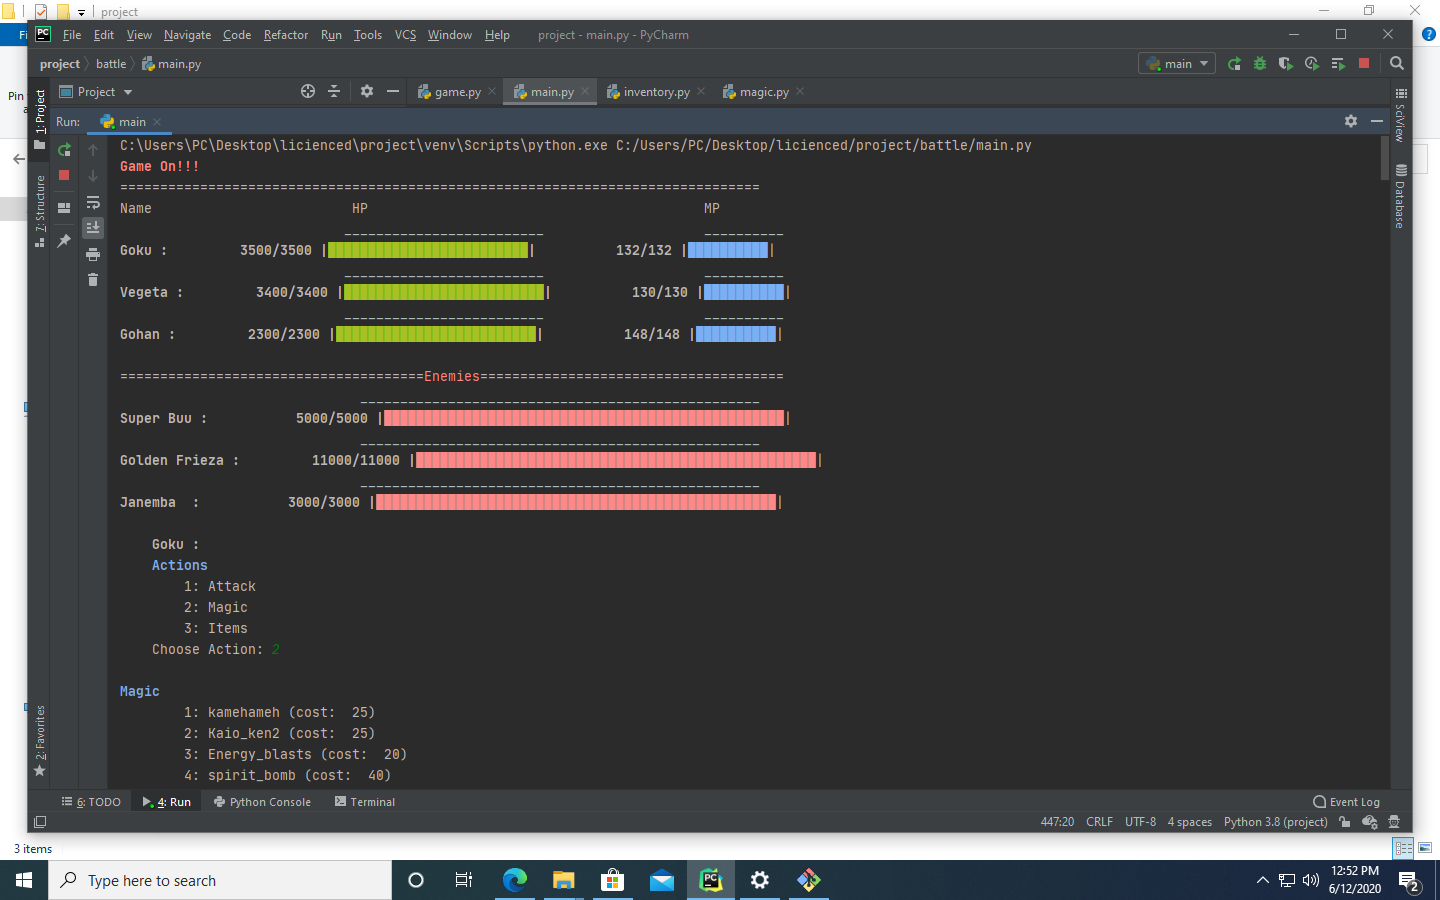 project
File Edit View Navigate Code Refactor Run Tools VCS Window Help project - main.py - PyCharm
project battle main.py main
Pin
Project game.py main.py inventory.py magic.py
Run: main
1: Project
7: Structure
2: Favorites
SciView
Database
C:\Users\PC\Desktop\licienced\project\venv\Scripts\python.exe C:/Users/PC/Desktop/licienced/project/battle/main.py
Game On!!!
================================================================================
Name HP MP
_________________________ __________
Goku : 3500/3500 |█████████████████████████| 132/132 |██████████|
_________________________ __________
Vegeta : 3400/3400 |█████████████████████████| 130/130 |██████████|
_________________________ __________
Gohan : 2300/2300 |█████████████████████████| 148/148 |██████████|
======================================Enemies======================================
__________________________________________________
Super Buu : 5000/5000 |██████████████████████████████████████████████████|
__________________________________________________
Golden Frieza : 11000/11000 |██████████████████████████████████████████████████|
__________________________________________________
Janemba : 3000/3000 |██████████████████████████████████████████████████|
Goku :
Actions
1: Attack
2: Magic
3: Items
Choose Action: 2
Magic
1: kamehameh (cost: 25)
2: Kaio_ken2 (cost: 25)
3: Energy_blasts (cost: 20)
4: spirit_bomb (cost: 40)
6: TODO 4: Run Python Console Terminal Event Log
447:20 CRLF UTF-8 4 spaces Python 3.8 (project)
3 items
Type here to search
12:52 PM
6/12/2020
2